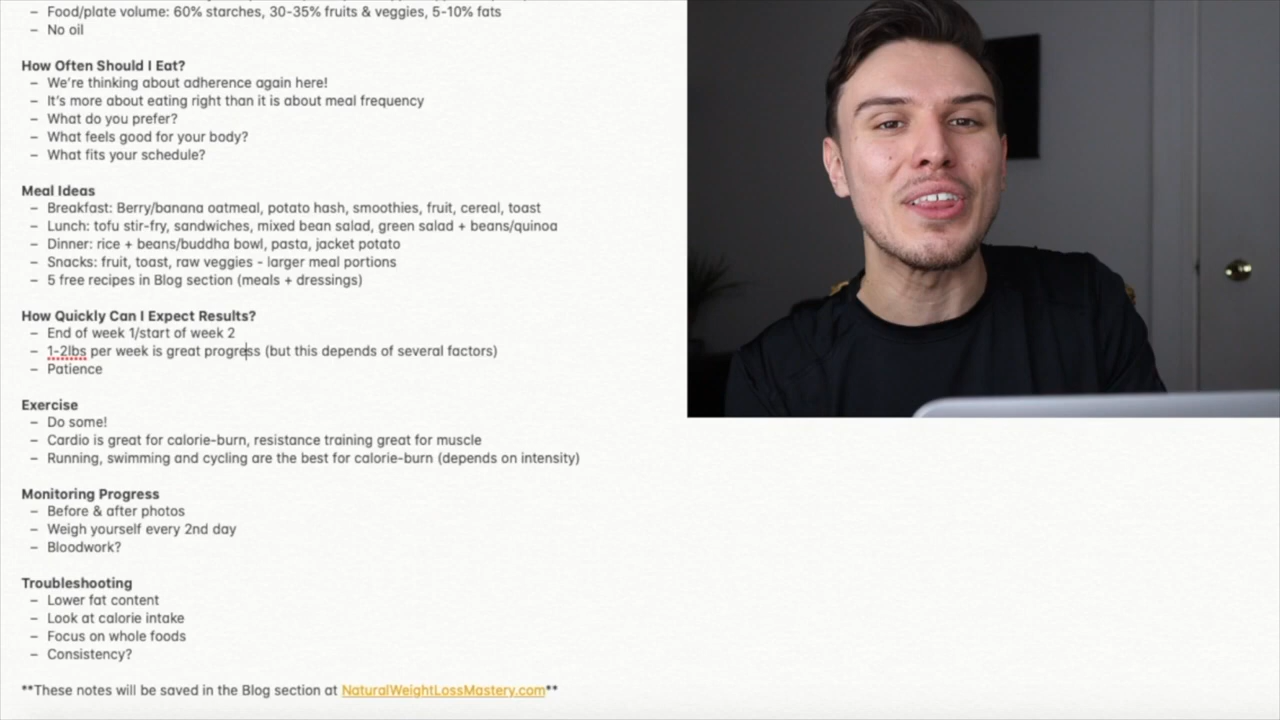 – Food/plate volume: 60% starches, 30-35% fruits & veggies, 5-10% fats
– No oil
How Often Should I Eat?
– We're thinking about adherence again here!
– It's more about eating right than it is about meal frequency
– What do you prefer?
– What feels good for your body?
– What fits your schedule?
Meal Ideas
– Breakfast: Berry/banana oatmeal, potato hash, smoothies, fruit, cereal, toast
– Lunch: tofu stir-fry, sandwiches, mixed bean salad, green salad + beans/quinoa
– Dinner: rice + beans/buddha bowl, pasta, jacket potato
– Snacks: fruit, toast, raw veggies - larger meal portions
– 5 free recipes in Blog section (meals + dressings)
How Quickly Can I Expect Results?
– End of week 1/start of week 2
– 1-2lbs per week is great progress (but this depends of several factors)
– Patience
Exercise
– Do some!
– Cardio is great for calorie-burn, resistance training great for muscle
– Running, swimming and cycling are the best for calorie-burn (depends on intensity)
Monitoring Progress
– Before & after photos
– Weigh yourself every 2nd day
– Bloodwork?
Troubleshooting
– Lower fat content
– Look at calorie intake
– Focus on whole foods
– Consistency?
**These notes will be saved in the Blog section at NaturalWeightLossMastery.com**